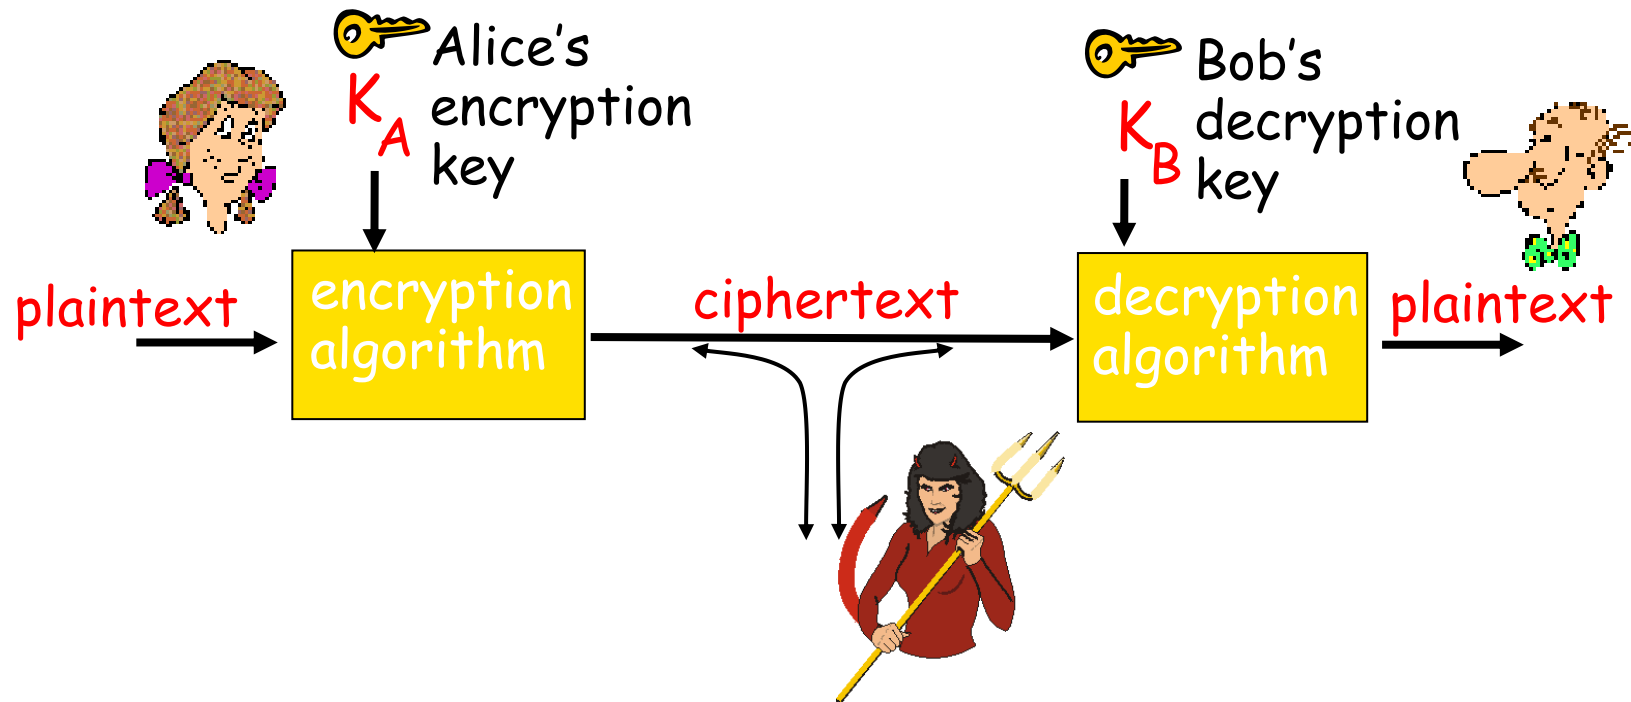 Alice's
encryption
key
K
A
Bob's
decryption
key
K
B
plaintext
encryption
algorithm
ciphertext
decryption
algorithm
plaintext